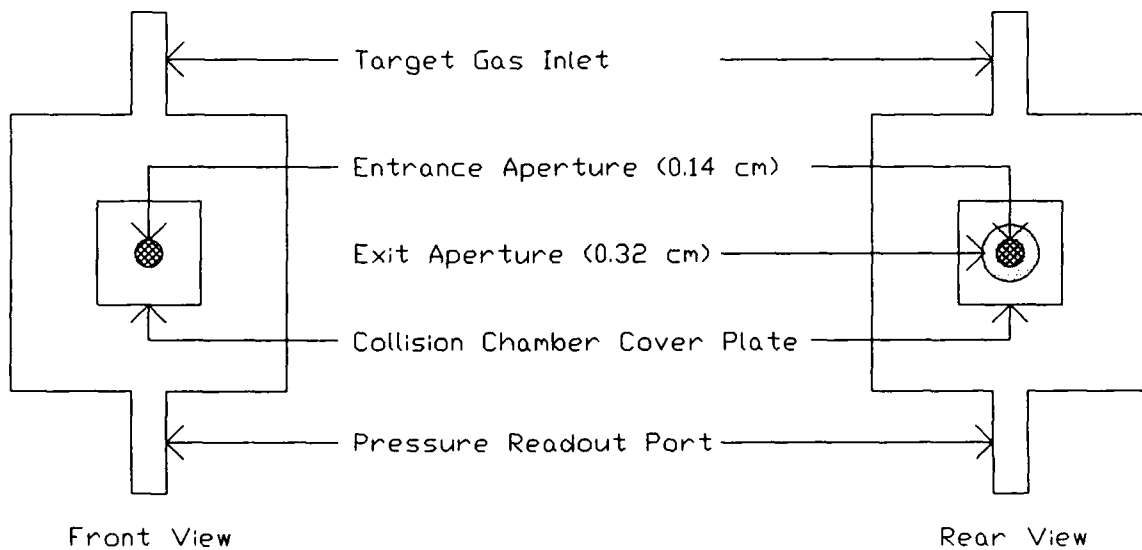 Target Gas Inlet
Entrance Aperture (0.14 cm)
Exit Aperture (0.32 cm)
Collision Chamber Cover Plate
Pressure Readout Port
Front View
Rear View